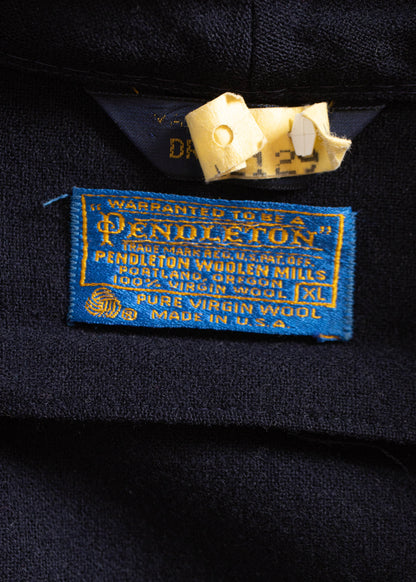 129
"WARRANTED TO BE A
PENDLETON"
TRADE MARK REG. U.S. PAT. OFF.
PENDLETON WOOLEN MILLS
PORTLAND, OREGON
100% VIRGIN WOOL XL
PURE VIRGIN WOOL
® MADE IN U.S.A.